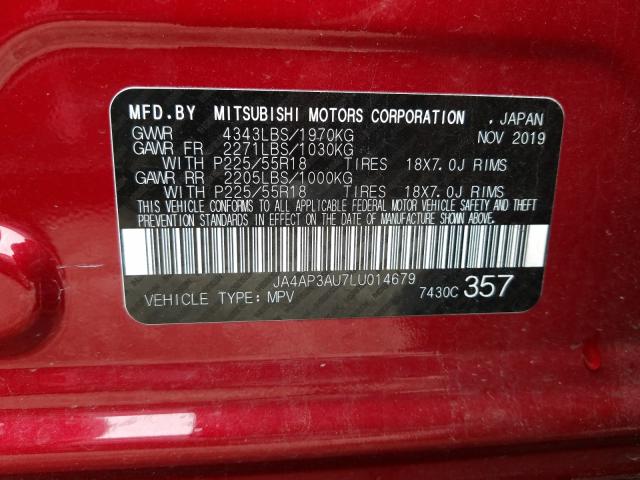 MFD.BY MITSUBISHI MOTORS CORPORATION . JAPAN
GVWR 4343LBS/1970KG NOV 2019
GAWR FR 2271LBS/1030KG
WITH P225/55R18 TIRES 18X7.0J RIMS
GAWR RR 2205LBS/1000KG
WITH P225/55R18 TIRES 18X7.0J RIMS
THIS VEHICLE CONFORMS TO ALL APPLICABLE FEDERAL MOTOR VEHICLE SAFETY AND THEFT
PREVENTION STANDARDS IN EFFECT ON THE DATE OF MANUFACTURE SHOWN ABOVE.
JA4AP3AU7LU014679
VEHICLE TYPE:MPV 7430C 357